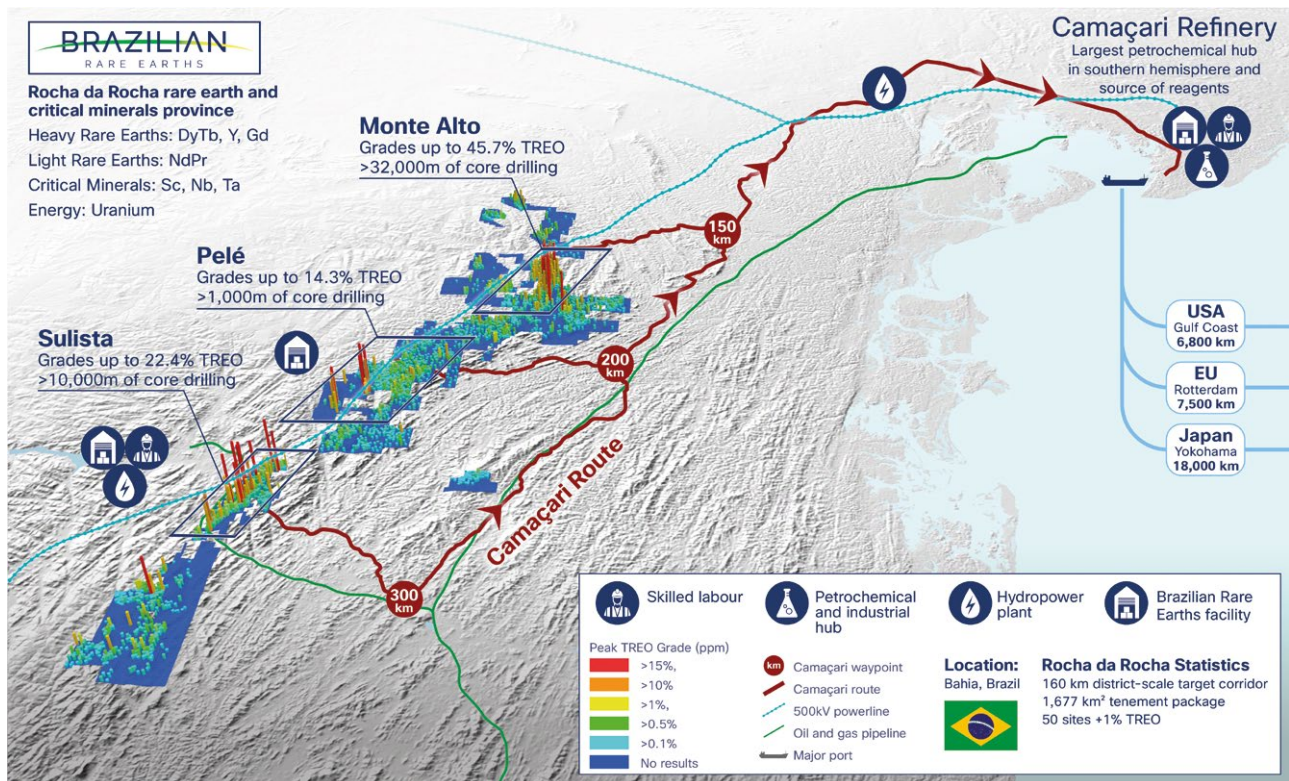 BRAZILIAN
RARE EARTHS
Rocha da Rocha rare earth and
critical minerals province
Heavy Rare Earths: DyTb, Y, Gd
Light Rare Earths: NdPr
Critical Minerals: Sc, Nb, Ta
Energy: Uranium
Monte Alto
Grades up to 45.7% TREO
>32,000m of core drilling
Pelé
Grades up to 14.3% TREO
>1,000m of core drilling
Sulista
Grades up to 22.4% TREO
>10,000m of core drilling
Camaçari Refinery
Largest petrochemical hub
in southern hemisphere and
source of reagents
150
km
200
km
300
km
Camaçari Route
USA
Gulf Coast
6,800 km
EU
Rotterdam
7,500 km
Japan
Yokohama
18,000 km
Skilled labour
Petrochemical
and industrial
hub
Hydropower
plant
Brazilian Rare
Earths facility
Peak TREO Grade (ppm)
>15%,
>10%
>1%,
>0.5%
>0.1%
No results
km
Camaçari waypoint
Camaçari route
500kV powerline
Oil and gas pipeline
Major port
Location:
Bahia, Brazil
Rocha da Rocha Statistics
160 km district-scale target corridor
1,677 km² tenement package
50 sites +1% TREO